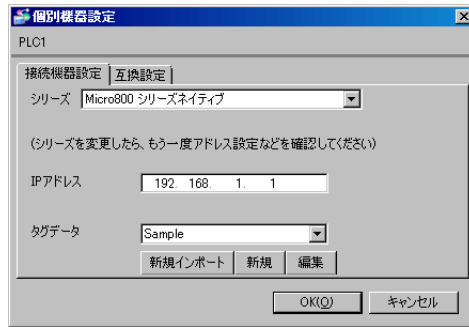 個別機器設定
PLC1
接続機器設定 互換設定
シリーズ Micro800 シリーズネイティブ
(シリーズを変更したら、もう一度アドレス設定などを確認してください)
IPアドレス 192. 168. 1. 1
タグデータ Sample
新規インポート 新規 編集
OK(O) キャンセル